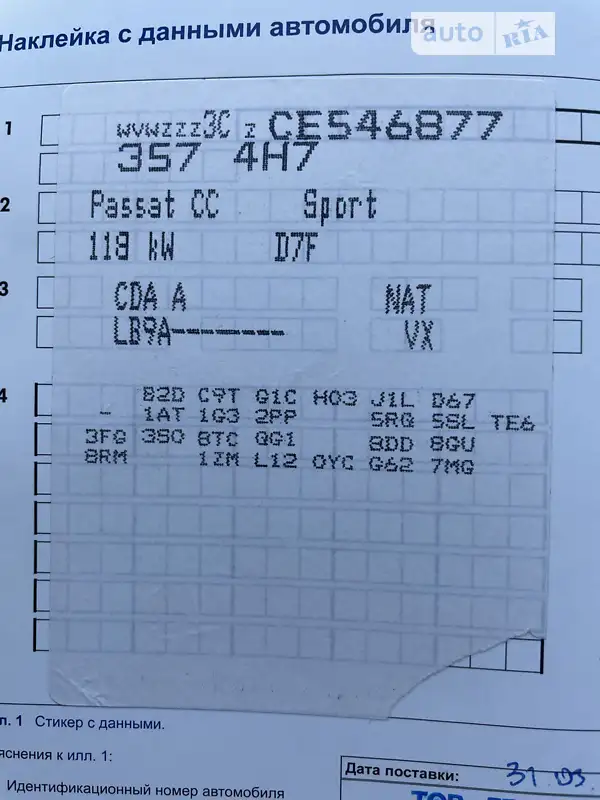 Наклейка с данными автомобиля
auto RIA
1 WVWZZZ3C Z CE546877
357 4H7
2 Passat CC Sport
118 kW D7F
3 CDA A NAT
LB9A------- VX
4 B2D C9T G1C H03 J1L B67
- 1AT 1G3 2PP 5RG 5SL TE6
3FG 3S0 8TC QG1 8DD 8GU
8RM 1ZM L12 0YC G62 7MG
л. 1 Стикер с данными.
яснения к илл. 1:
Идентификационный номер автомобиля
Дата поставки: 31.03.